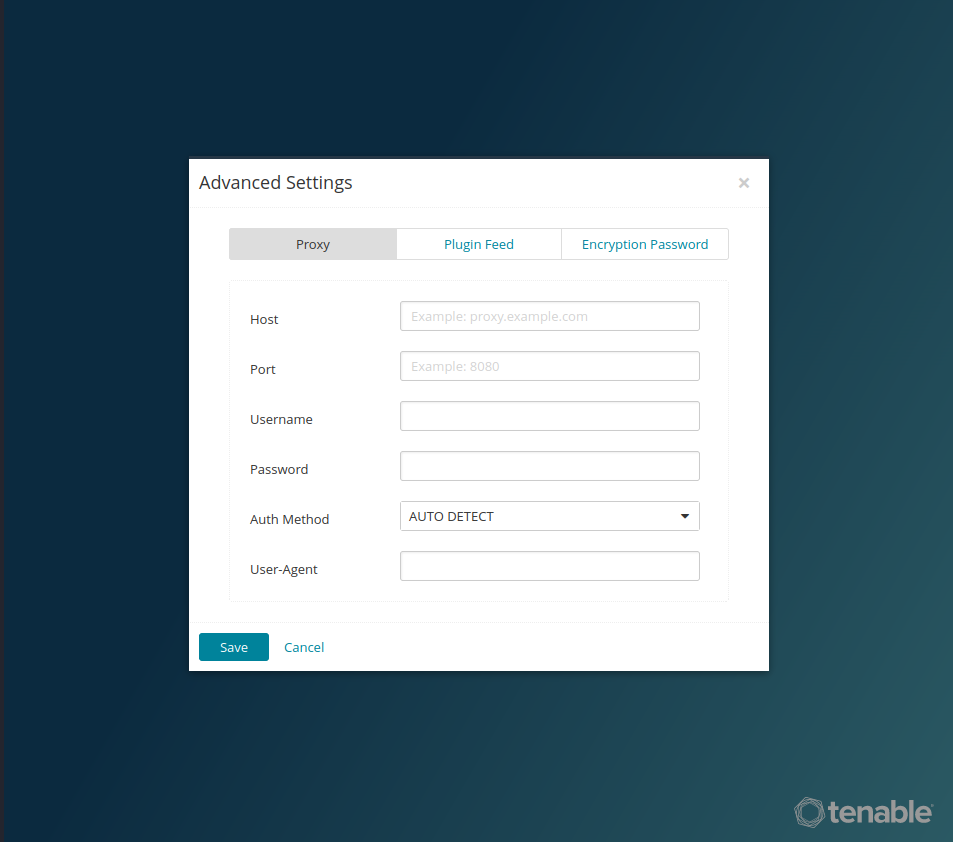 Advanced Settings ×
Proxy Plugin Feed Encryption Password
Host Example: proxy.example.com
Port Example: 8080
Username
Password
Auth Method AUTO DETECT
User-Agent
Save Cancel
tenable